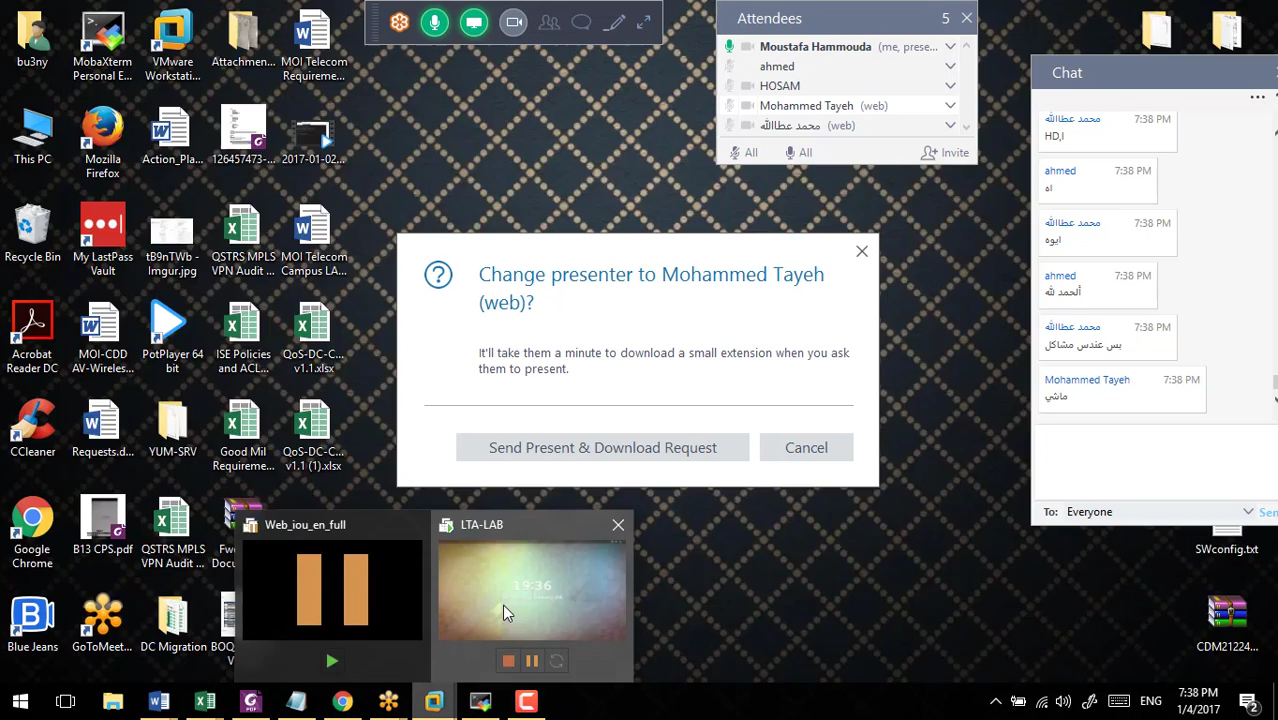 Attendees 5
Moustafa Hammouda (me, prese...
ahmed
HOSAM
Mohammed Tayeh (web)
محمد عطاالله (web)
All All Invite
Chat
محمد عطاالله 7:38 PM
HD,ا
ahmed 7:38 PM
اه
محمد عطاالله 7:38 PM
ايوه
ahmed 7:38 PM
ألحمد لله
محمد عطاالله 7:38 PM
بس عندس مشاكل
Mohammed Tayeh 7:38 PM
ماشي
To: Everyone
Change presenter to Mohammed Tayeh
(web)?
It'll take them a minute to download a small extension when you ask
them to present.
Send Present & Download Request Cancel
bu3ny
MobaXterm
Personal E...
VMware
Workstati...
Attachmen...
MOI Telecom
Requireme...
This PC
Mozilla
Firefox
Action_Pla...
126457473-...
2017-01-02...
Recycle Bin
My LastPass
Vault
tB9nTWb -
Imgur.jpg
QSTRS MPLS
VPN Audit ...
MOI Telecom
Campus LA...
Acrobat
Reader DC
MOI-CDD
AV-Wireles...
PotPlayer 64
bit
ISE Policies
and ACL...
QoS-DC-C...
v1.1.xlsx
CCleaner
Requests.d...
YUM-SRV
Good Mil
Requireme...
QoS-DC-C...
v1.1 (1).xlsx
Google
Chrome
B13 CPS.pdf
QSTRS MPLS
VPN Audit ...
Blue Jeans
GoToMeet...
DC Migration
Web_iou_en_full
LTA-LAB
19:36
SWconfig.txt
CDM21224...
ENG
7:38 PM
1/4/2017
2